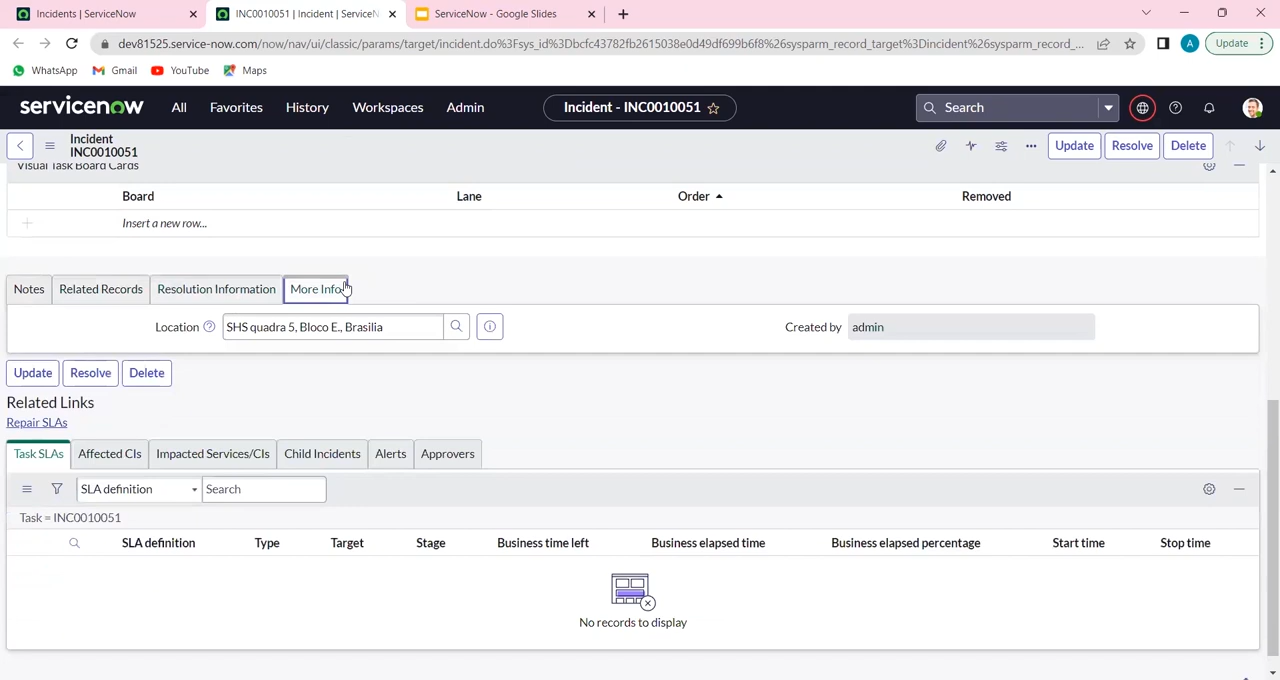 Incidents | ServiceNow
INC0010051 | Incident | ServiceN
ServiceNow - Google Slides
dev81525.service-now.com/now/nav/ui/classic/params/target/incident.do%3Fsys_id%3Dbcfc43782fb2615038e0d49df699b6f8%26sysparm_record_target%3Dincident%26sysparm_record_...
A
Update
WhatsApp
Gmail
YouTube
Maps
servicenow
All
Favorites
History
Workspaces
Admin
Incident - INC0010051
Search
Incident
INC0010051
Update
Resolve
Delete
Visual Task Board Cards
Board
Lane
Order
Removed
Insert a new row...
Notes
Related Records
Resolution Information
More Info
Location
SHS quadra 5, Bloco E., Brasilia
Created by
admin
Update
Resolve
Delete
Related Links
Repair SLAs
Task SLAs
Affected CIs
Impacted Services/CIs
Child Incidents
Alerts
Approvers
SLA definition
Search
Task = INC0010051
SLA definition
Type
Target
Stage
Business time left
Business elapsed time
Business elapsed percentage
Start time
Stop time
No records to display